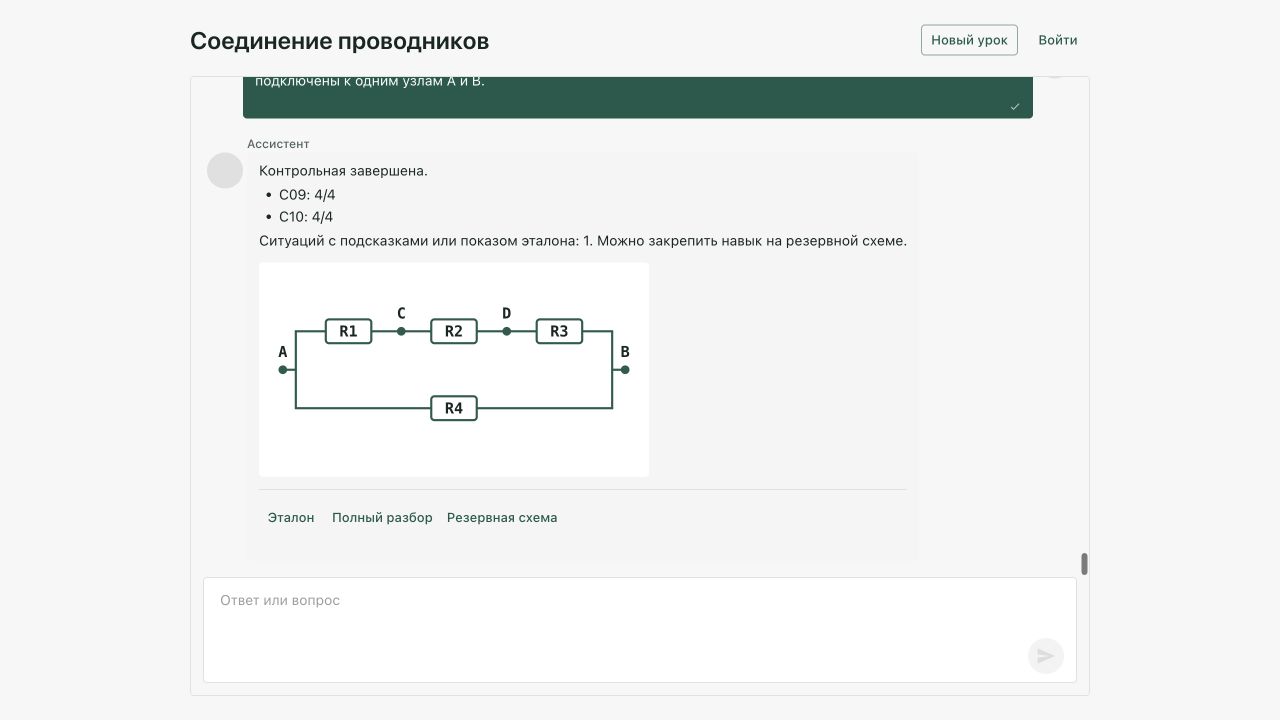 Соединение проводников
Новый урок
Войти
подключены к одним узлам А и В.
Ассистент
Контрольная завершена.
• C09: 4/4
• C10: 4/4
Ситуаций с подсказками или показом эталона: 1. Можно закрепить навык на резервной схеме.
C
D
R1
R2
R3
A
B
R4
Эталон
Полный разбор
Резервная схема
Ответ или вопрос